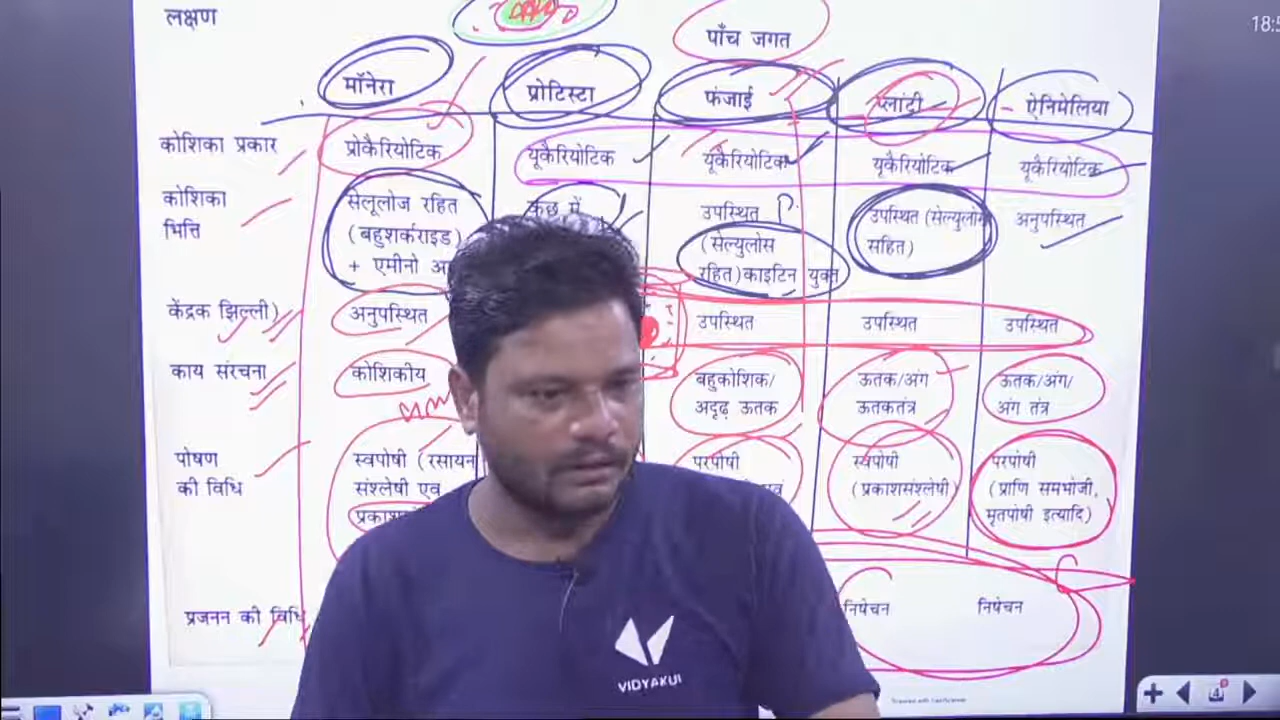 18:5
लक्षण
पाँच जगत
मॉनेरा प्रोटिस्टा फंजाई प्लांटी ऐनिमेलिया
कोशिका प्रकार प्रोकैरियोटिक यूकैरियोटिक यूकैरियोटिक यूकैरियोटिक यूकैरियोटिक
कोशिका सेलूलोज रहित कुछ में उपस्थित उपस्थित (सेल्युलोस अनुपस्थित
भित्ति (बहुशर्कराइड) (सेल्युलोस सहित)
+ एमीनो रहित) काइटिन युक्त
केंद्रक झिल्ली) अनुपस्थित उपस्थित उपस्थित उपस्थित
काय संरचना कोशिकीय बहुकोशिक/ ऊतक/अंग ऊतक/अंग/
अदृढ़ ऊतक ऊतकतंत्र अंग तंत्र
पोषण स्वपोषी (रसायन परपोषी स्वपोषी परपोषी
की विधि संश्लेषी एवं (प्रकाशसंश्लेषी) (प्राणि समभोजी,
मृतपोषी इत्यादि)
प्रजनन की विधि निषेचन निषेचन
VIDYAKUL